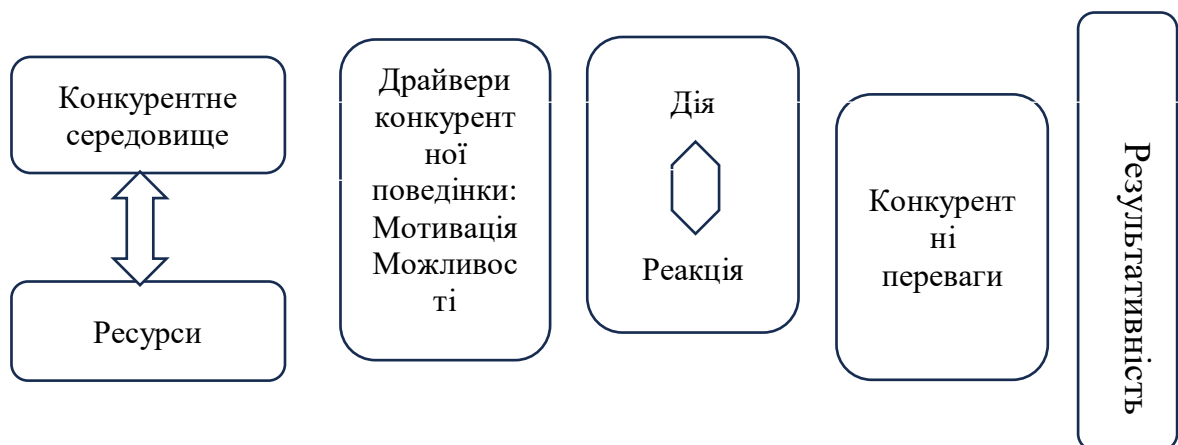 Конкурентне
середовище
Ресурси
Драйвери
конкурент
ної
поведінки:
Мотивація
Можливос
ті
Дія
Реакція
Конкурент
ні
переваги
Результативність